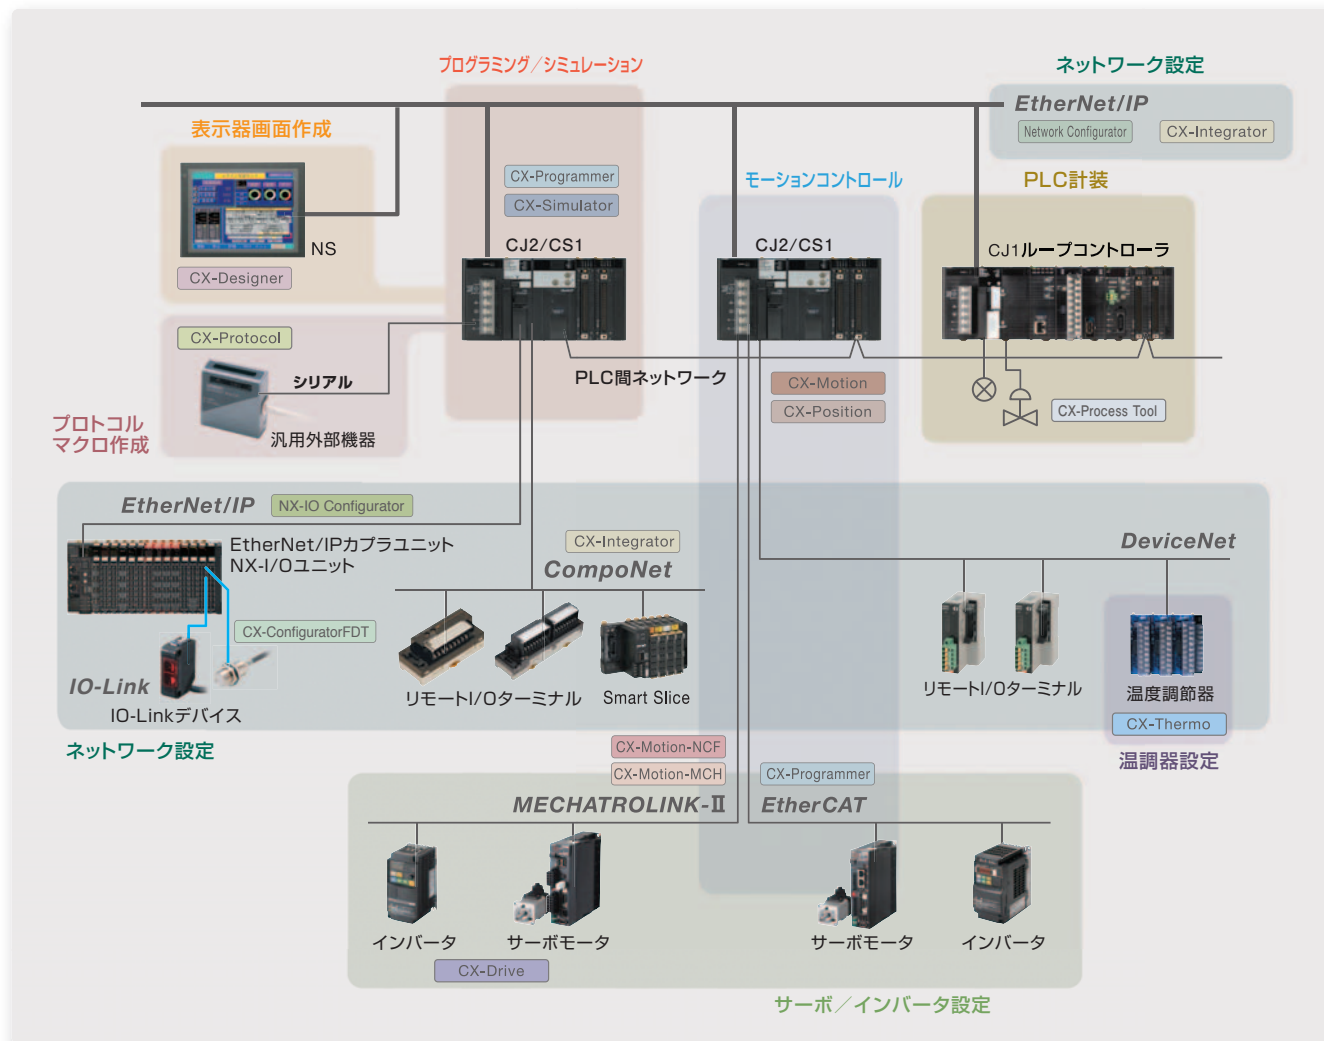 プログラミング／シミュレーション
ネットワーク設定
EtherNet/IP
Network Configurator
CX-Integrator
表示器画面作成
NS
CX-Designer
CX-Programmer
CX-Simulator
CJ2/CS1
モーションコントロール
CJ2/CS1
PLC計装
CJ1ループコントローラ
CX-Protocol
シリアル
汎用外部機器
プロトコル
マクロ作成
PLC間ネットワーク
CX-Motion
CX-Position
CX-Process Tool
EtherNet/IP
NX-IO Configurator
EtherNet/IPカプラユニット
NX-I/Oユニット
CX-ConfiguratorFDT
IO-Link
IO-Linkデバイス
ネットワーク設定
CX-Integrator
CompoNet
リモートI/Oターミナル
Smart Slice
DeviceNet
リモートI/Oターミナル
温度調節器
CX-Thermo
温調器設定
CX-Motion-NCF
CX-Motion-MCH
MECHATROLINK-Ⅱ
CX-Programmer
EtherCAT
インバータ
サーボモータ
サーボモータ
インバータ
CX-Drive
サーボ／インバータ設定